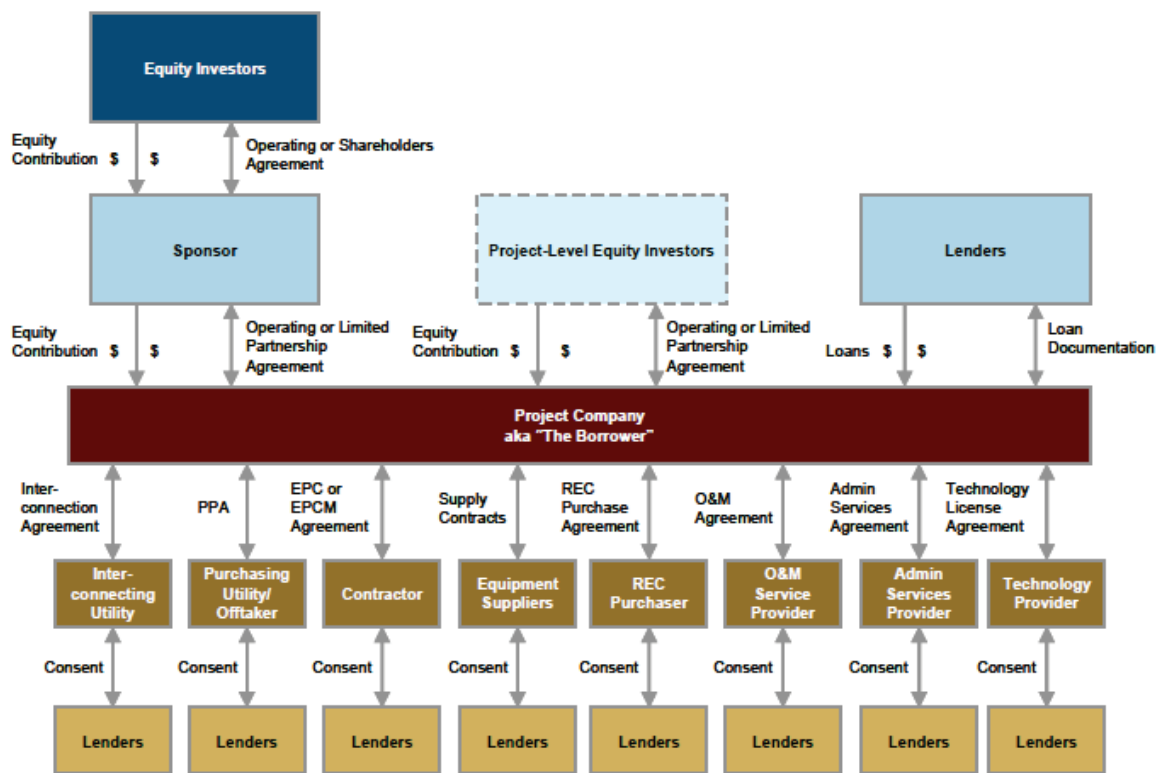 Equity Investors
Equity
Contribution $ $
Operating or Shareholders
Agreement
Sponsor
Project-Level Equity Investors
Lenders
Equity
Contribution $ $
Operating or Limited
Partnership
Agreement
Equity
Contribution $ $
Operating or Limited
Partnership
Agreement
Loans $ $
Loan
Documentation
Project Company
aka "The Borrower"
Inter-
connection
Agreement
PPA
EPC or
EPCM
Agreement
Supply
Contracts
REC
Purchase
Agreement
O&M
Agreement
Admin
Services
Agreement
Technology
License
Agreement
Inter-
connecting
Utility
Purchasing
Utility/
Offtaker
Contractor
Equipment
Suppliers
REC
Purchaser
O&M
Service
Provider
Admin
Services
Provider
Technology
Provider
Consent
Consent
Consent
Consent
Consent
Consent
Consent
Consent
Lenders
Lenders
Lenders
Lenders
Lenders
Lenders
Lenders
Lenders